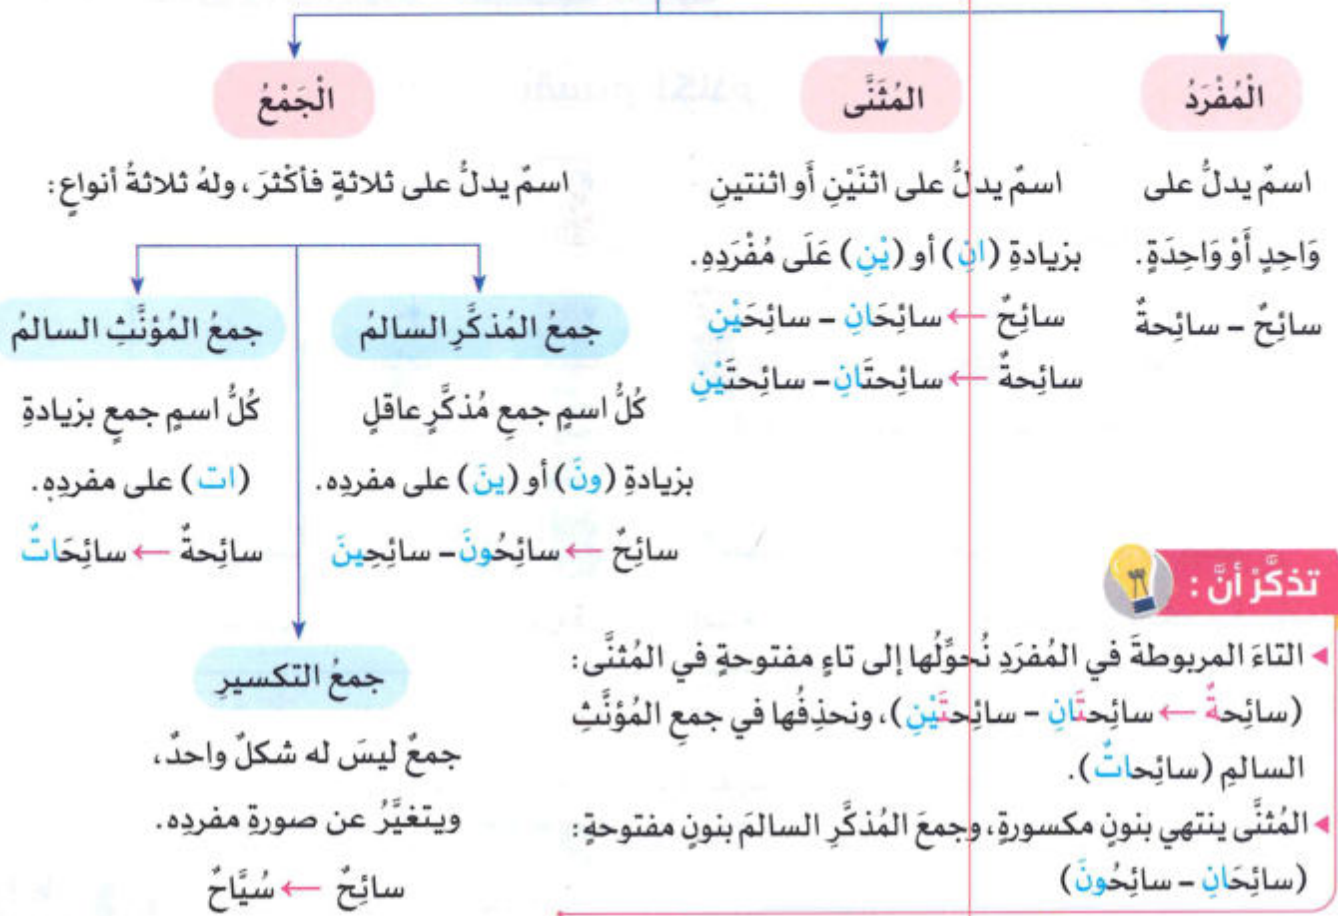 الْمُفْرَدُ
اسمٌ يدلُّ على
وَاحِدٍ أَوْ وَاحِدَةٍ.
سائِحٌ – سائِحةٌ
المُثَنَّى
اسمٌ يدلُّ على اثنَيْنِ أَو اثنتينِ
بزيادةِ (انِ) أو (يْنِ) عَلَى مُفْرَدِهِ.
سائِحٌ ← سائِحَانِ – سائِحَيْنِ
سائِحةٌ ← سائِحتَانِ – سائِحتَيْنِ
الْجَمْعُ
اسمٌ يدلُّ على ثلاثةٍ فأكْثرَ، ولهُ ثلاثةُ أنواعٍ:
جمعُ المُذكَّرِ السالمُ
كُلُّ اسمٍ جمعِ مُذكَّرٍ عاقلٍ
بزيادةِ (ونَ) أو (ينَ) على مفردِه.
سائِحٌ ← سائِحُونَ – سائِحِينَ
جمعُ المُؤنَّثِ السالمُ
كُلُّ اسمٍ جمعٍ بزيادةِ
(ات) على مفردِه.
سائِحةٌ ← سائِحَاتٌ
جمعُ التكسيرِ
جمعٌ ليسَ له شكلٌ واحدٌ،
ويتغيَّرُ عن صورةِ مفردِه.
سائِحٌ ← سُيَّاحٌ
تذكَّرْ أنَّ :
التاءَ المربوطةَ في المُفرَدِ نُحوِّلُها إلى تاءٍ مفتوحةٍ في المُثنَّى:
(سائِحةٌ ← سائِحتَانِ – سائِحتَيْنِ)، ونحذِفُها في جمعِ المُؤنَّثِ
السالمِ (سائِحاتٌ).
المُثنَّى ينتهي بنونٍ مكسورةٍ، وجمعَ المُذكَّرِ السالمَ بنونٍ مفتوحةٍ:
(سائِحَانِ – سائِحُونَ)